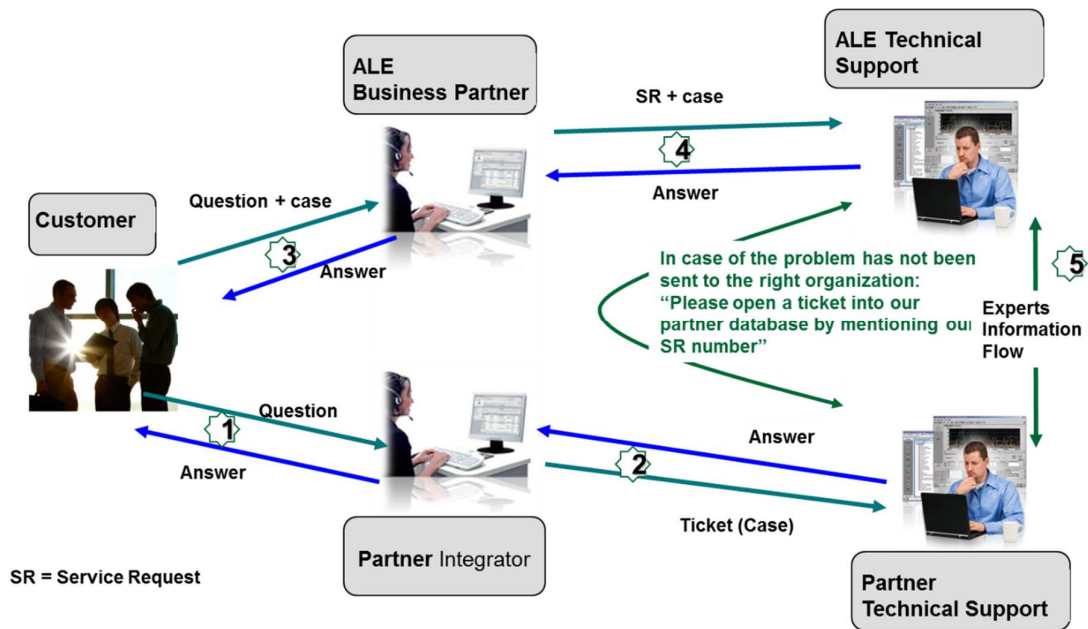 ALE
Business Partner
ALE Technical
Support
SR + case
4
Answer
Customer
Question + case
3
Answer
In case of the problem has not been
sent to the right organization:
“Please open a ticket into our
partner database by mentioning our
SR number”
5
Experts
Information
Flow
Question
1
Answer
Answer
2
Ticket (Case)
Partner Integrator
SR = Service Request
Partner
Technical Support